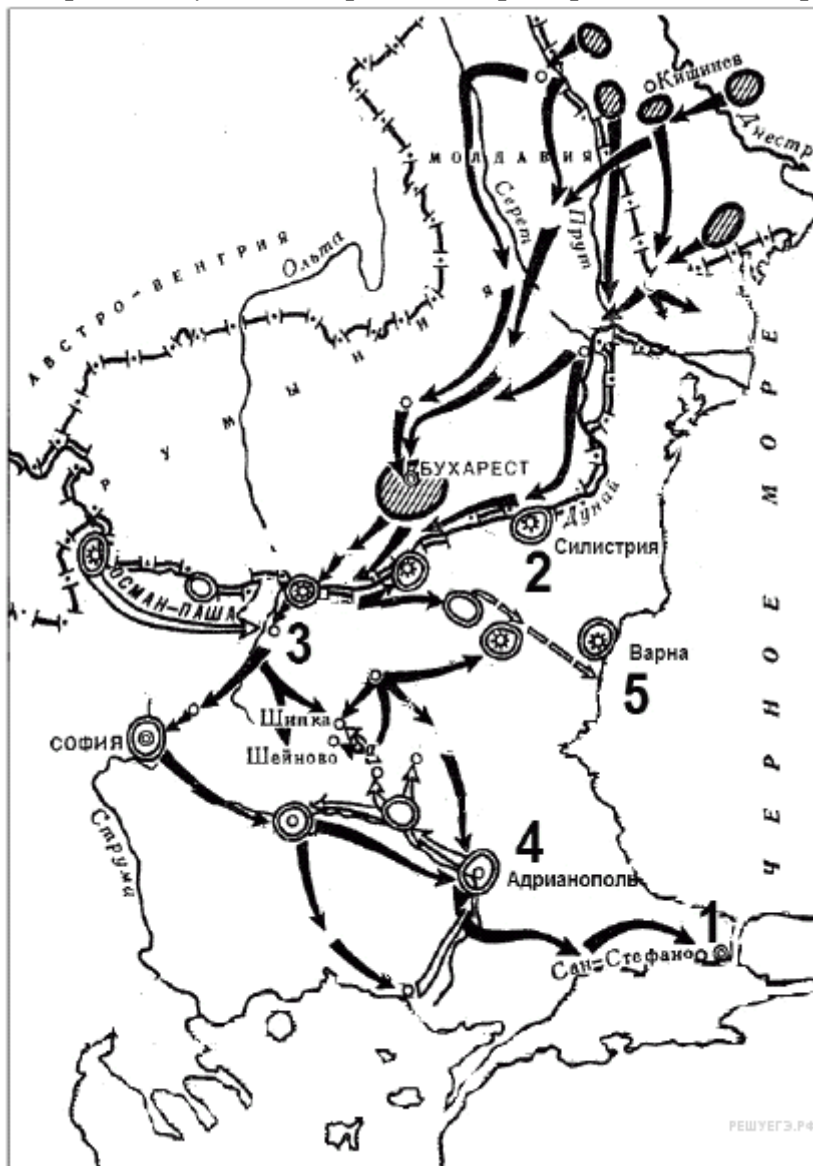 Кишинев
Днестр
МОЛДАВИЯ
Серет
Прут
АВСТРО-ВЕНГРИЯ
Ольта
РУМЫНИЯ
БУХАРЕСТ
Дунай
2
Силистрия
ОСМАН-ПАША
3
Варна
5
Шипка
Шейново
СОФИЯ
Струма
4
Адрианополь
1
Сан-Стефано
ЧЕРНОЕ МОРЕ
РЕШУЕГЭ.РФ